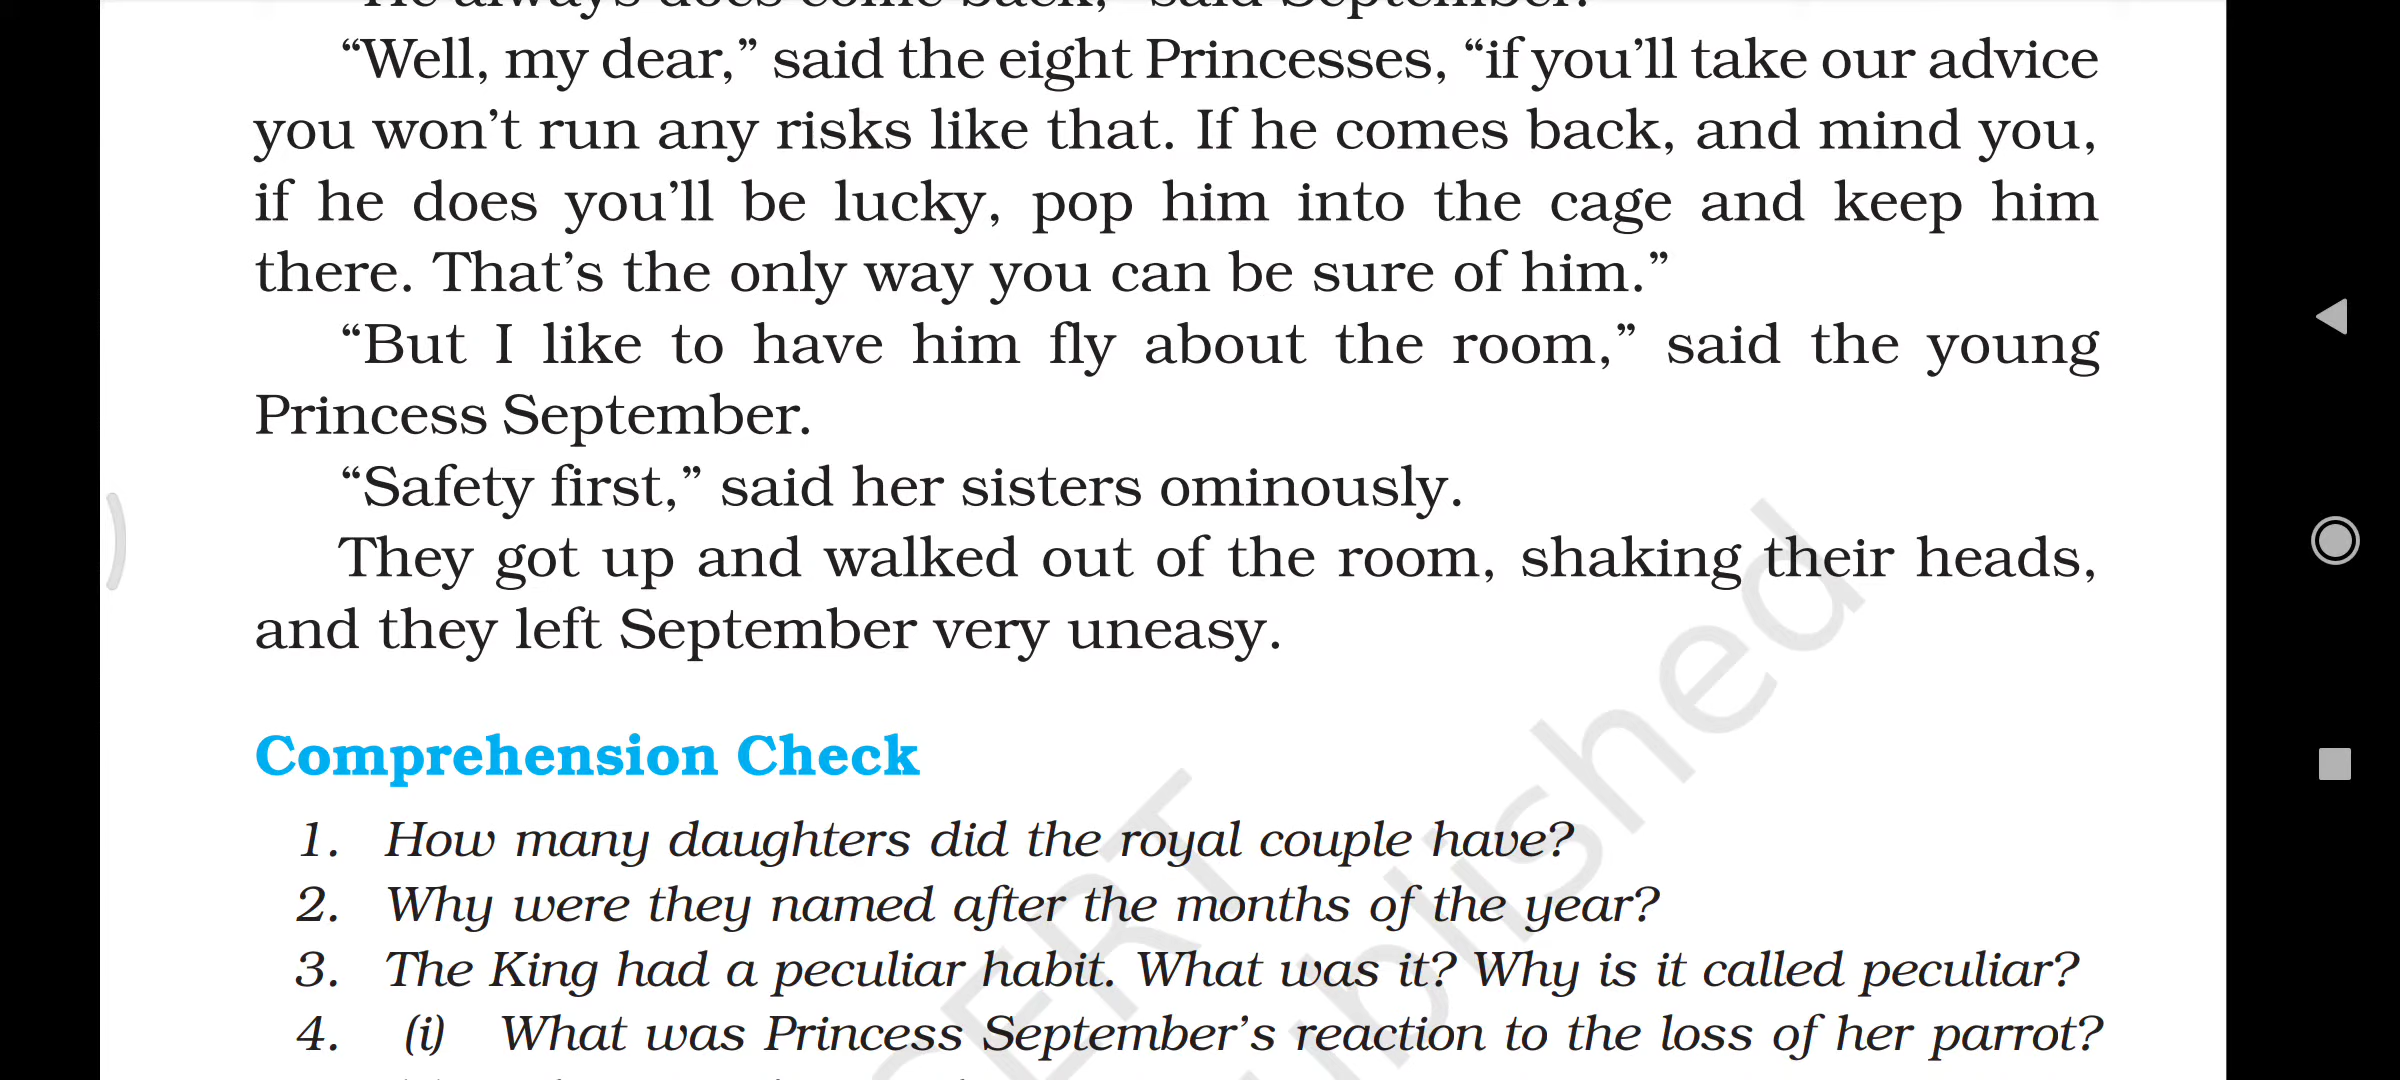 "He always does come back," said September.
"Well, my dear," said the eight Princesses, "if you'll take our advice
you won't run any risks like that. If he comes back, and mind you,
if he does you'll be lucky, pop him into the cage and keep him
there. That's the only way you can be sure of him."
"But I like to have him fly about the room," said the young
Princess September.
"Safety first," said her sisters ominously.
They got up and walked out of the room, shaking their heads,
and they left September very uneasy.
Comprehension Check
1. How many daughters did the royal couple have?
2. Why were they named after the months of the year?
3. The King had a peculiar habit. What was it? Why is it called peculiar?
4. (i) What was Princess September's reaction to the loss of her parrot?